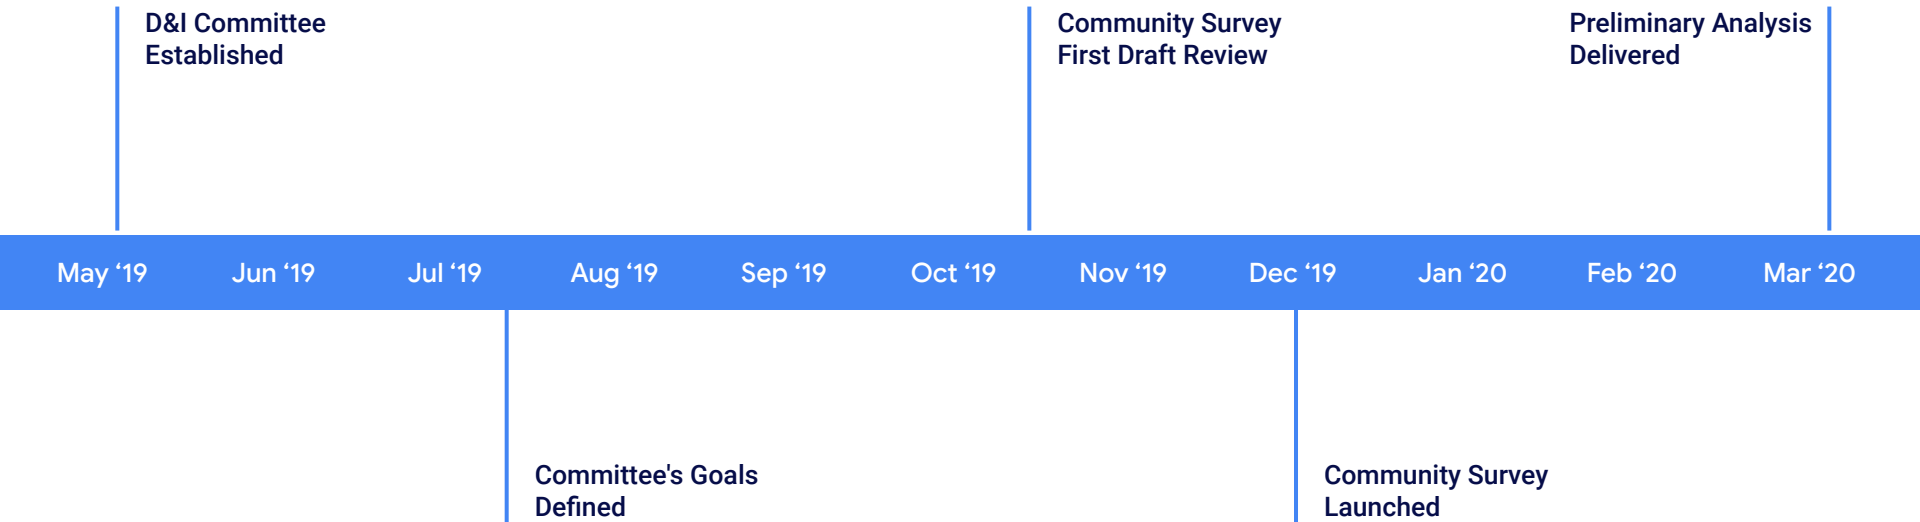 D&I Committee
Established
Community Survey
First Draft Review
Preliminary Analysis
Delivered
May ‘19 Jun ‘19 Jul ‘19 Aug ‘19 Sep ‘19 Oct ‘19 Nov ‘19 Dec ‘19 Jan ‘20 Feb ‘20 Mar ‘20
Committee's Goals
Defined
Community Survey
Launched